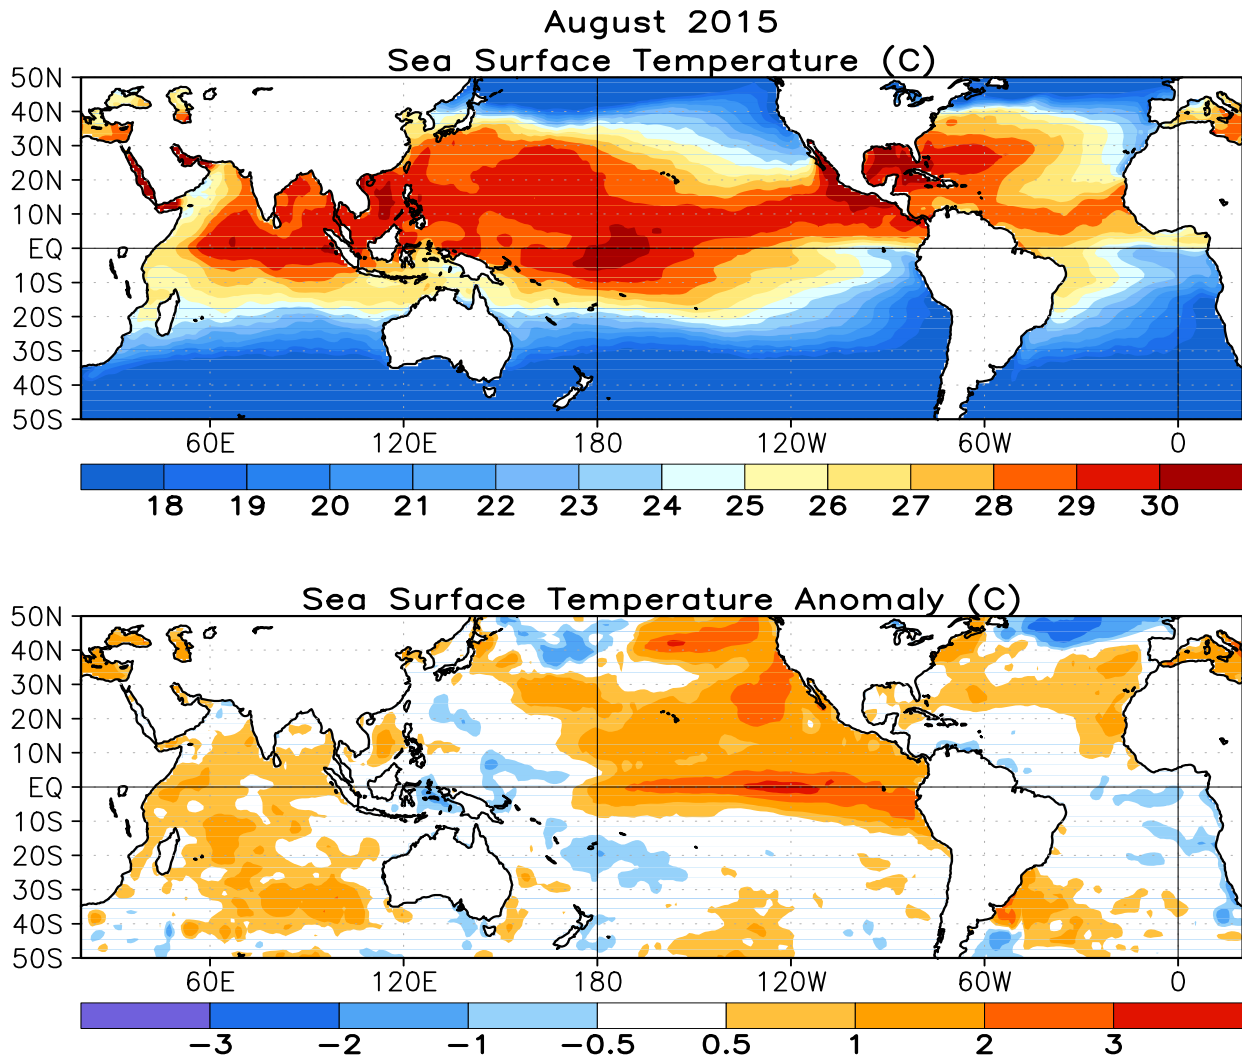 August 2015
Sea Surface Temperature (C)
50N
40N
30N
20N
10N
EQ
10S
20S
30S
40S
50S
60E 120E 180 120W 60W 0
18 19 20 21 22 23 24 25 26 27 28 29 30
Sea Surface Temperature Anomaly (C)
50N
40N
30N
20N
10N
EQ
10S
20S
30S
40S
50S
60E 120E 180 120W 60W 0
−3 −2 −1 −0.5 0.5 1 2 3